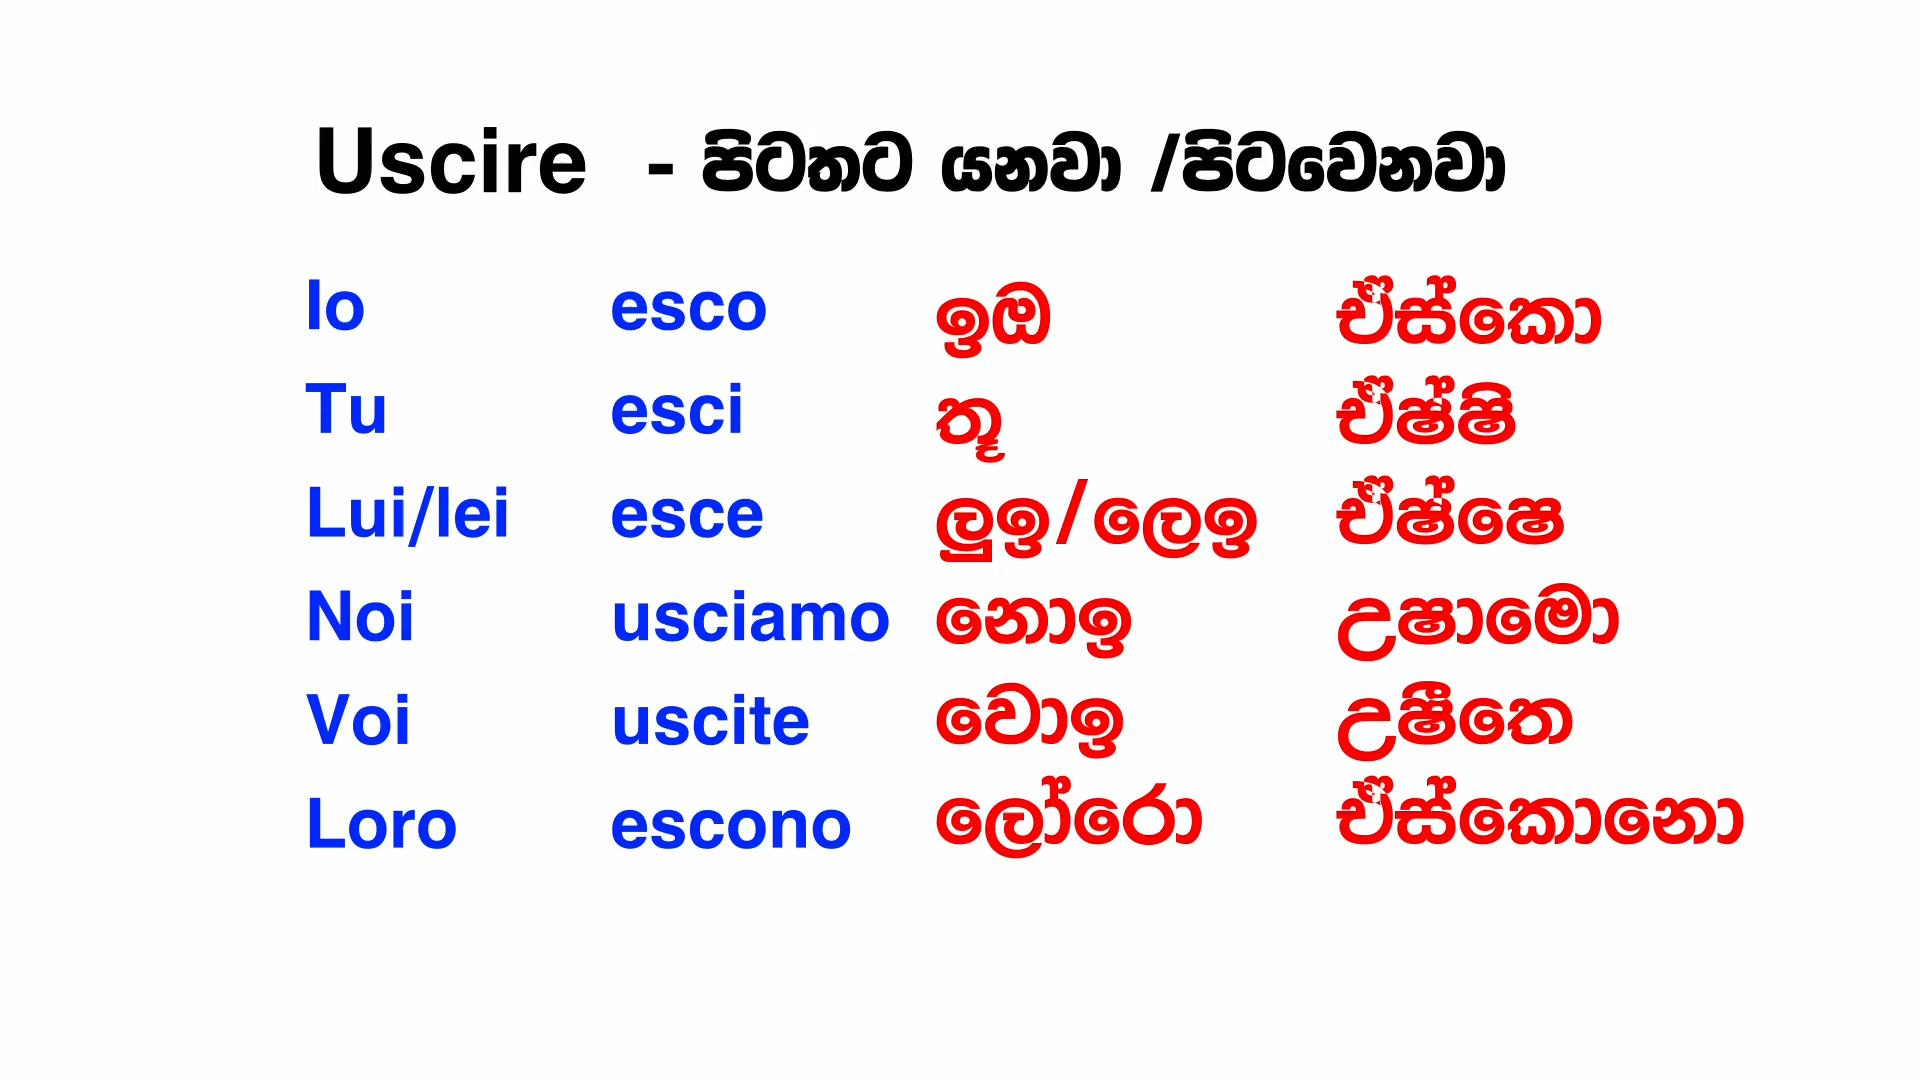 Uscire - පිටතට යනවා /පිටවෙනවා
Io esco ඉඔ ඒස්කො
Tu esci තූ ඒෂ්ෂි
Lui/lei esce ලුඉ/ලෙඉ ඒෂ්ෂෙ
Noi usciamo නොඉ උෂාමො
Voi uscite වොඉ උෂීතෙ
Loro escono ලෝරො ඒස්කොනො